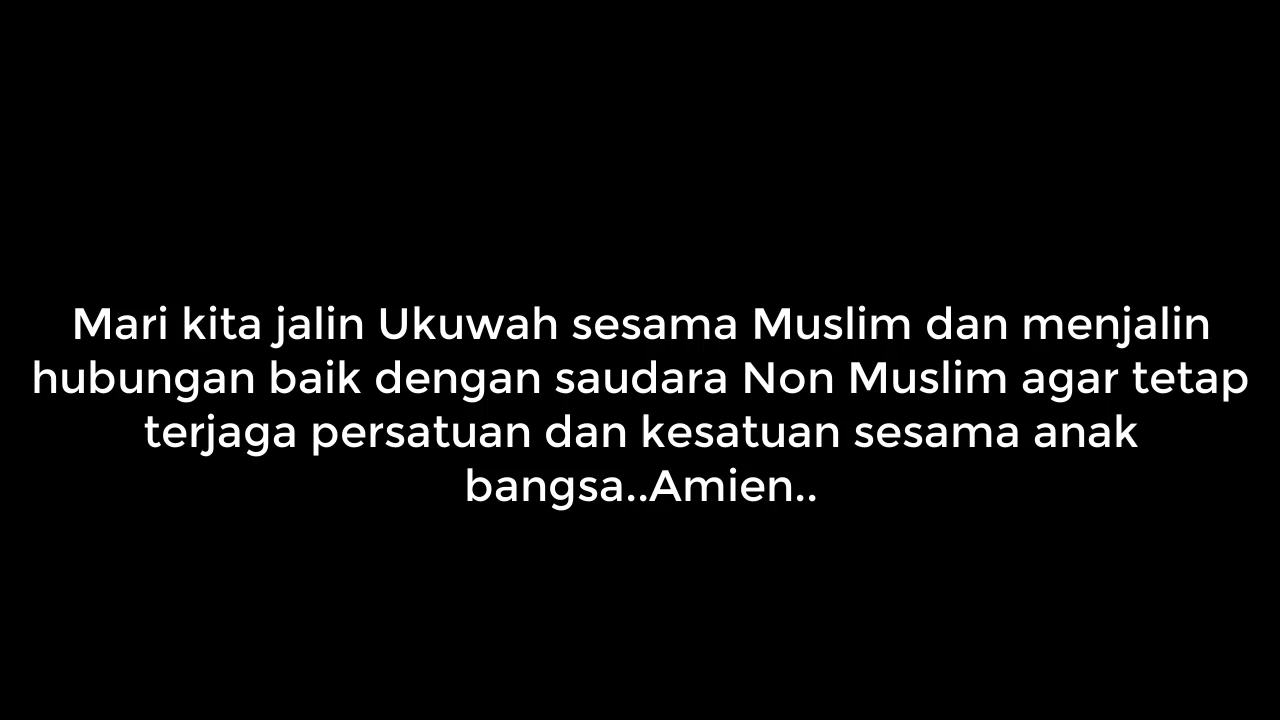 Mari kita jalin Ukuwah sesama Muslim dan menjalin
hubungan baik dengan saudara Non Muslim agar tetap
terjaga persatuan dan kesatuan sesama anak
bangsa..Amien..